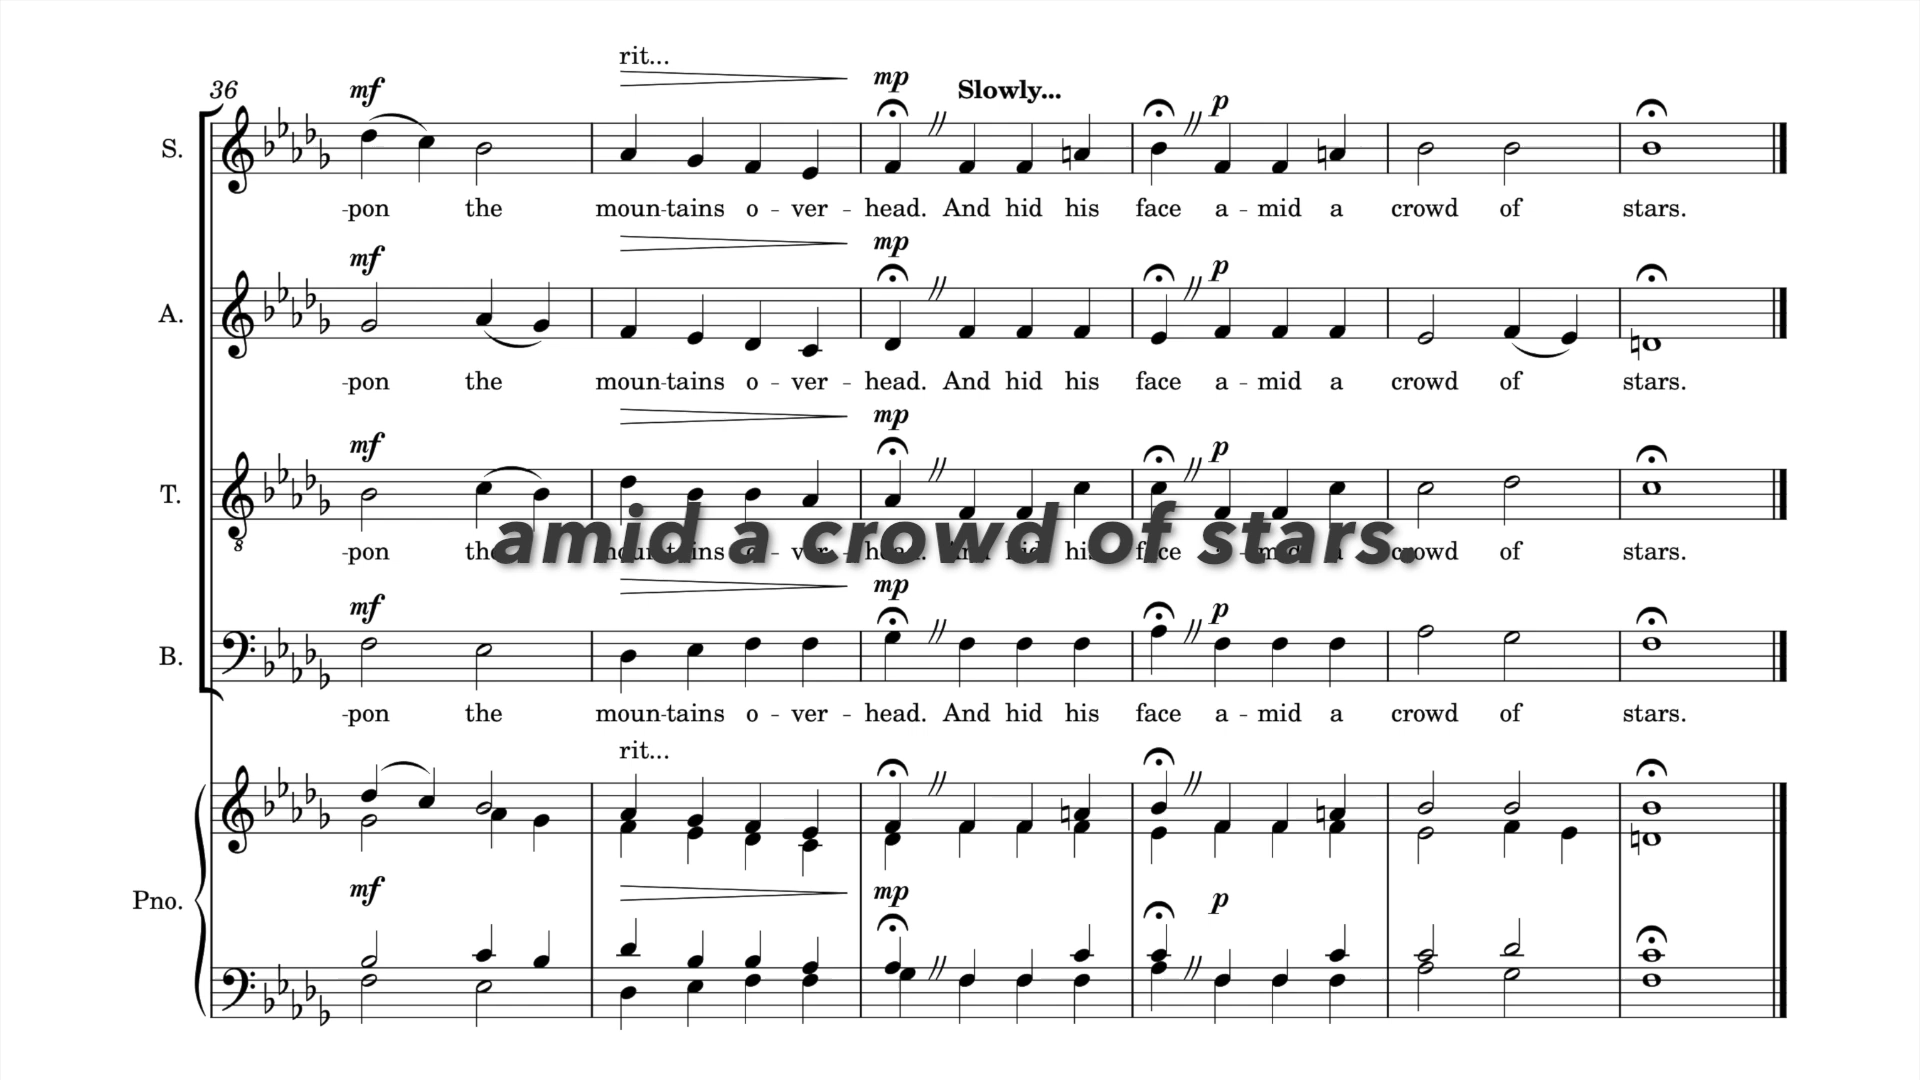 rit...
36 mf mp Slowly... p
S.
-pon the moun-tains o - ver - head. And hid his face a - mid a crowd of stars.
mf mp p
A.
-pon the moun-tains o - ver - head. And hid his face a - mid a crowd of stars.
mf mp p
T.
8
amid a crowd of stars.
-pon the moun-tains o - ver - head. And hid his face a - mid a crowd of stars.
mf mp p
B.
-pon the moun-tains o - ver - head. And hid his face a - mid a crowd of stars.
rit...
Pno.
mf mp p